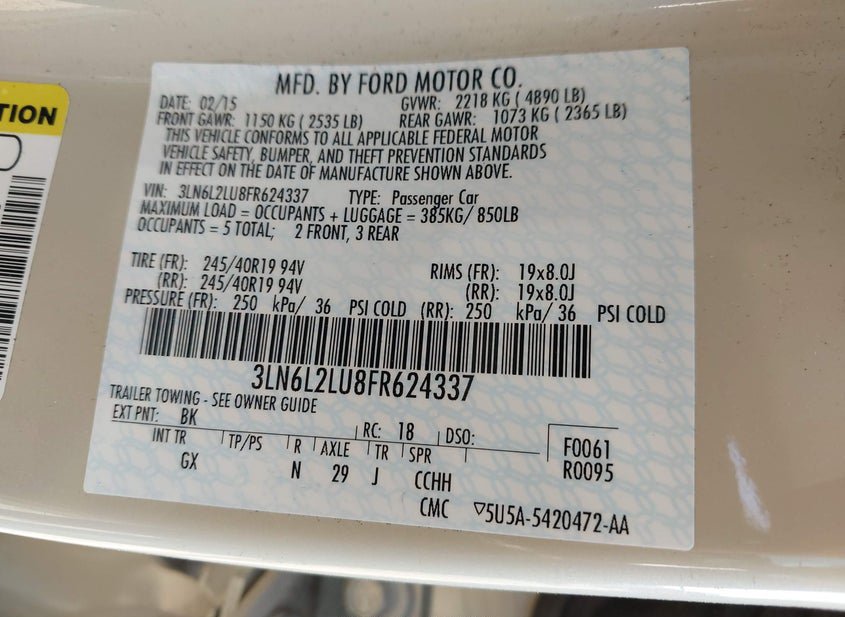 TION
MFD. BY FORD MOTOR CO.
DATE: 02/15 GVWR: 2218 KG ( 4890 LB)
FRONT GAWR: 1150 KG ( 2535 LB) REAR GAWR: 1073 KG ( 2365 LB)
THIS VEHICLE CONFORMS TO ALL APPLICABLE FEDERAL MOTOR
VEHICLE SAFETY, BUMPER, AND THEFT PREVENTION STANDARDS
IN EFFECT ON THE DATE OF MANUFACTURE SHOWN ABOVE.
VIN: 3LN6L2LU8FR624337 TYPE: Passenger Car
MAXIMUM LOAD = OCCUPANTS + LUGGAGE = 385KG/ 850LB
OCCUPANTS = 5 TOTAL; 2 FRONT, 3 REAR
TIRE (FR): 245/40R19 94V RIMS (FR): 19x8.0J
(RR): 245/40R19 94V (RR): 19x8.0J
PRESSURE (FR): 250 kPa/ 36 PSI COLD (RR): 250 kPa/ 36 PSI COLD
3LN6L2LU8FR624337
TRAILER TOWING - SEE OWNER GUIDE
EXT PNT: BK RC: 18 DSO: F0061
INT TR TP/PS R AXLE TR SPR R0095
GX N 29 J CCHH
CMC ▽5U5A-5420472-AA